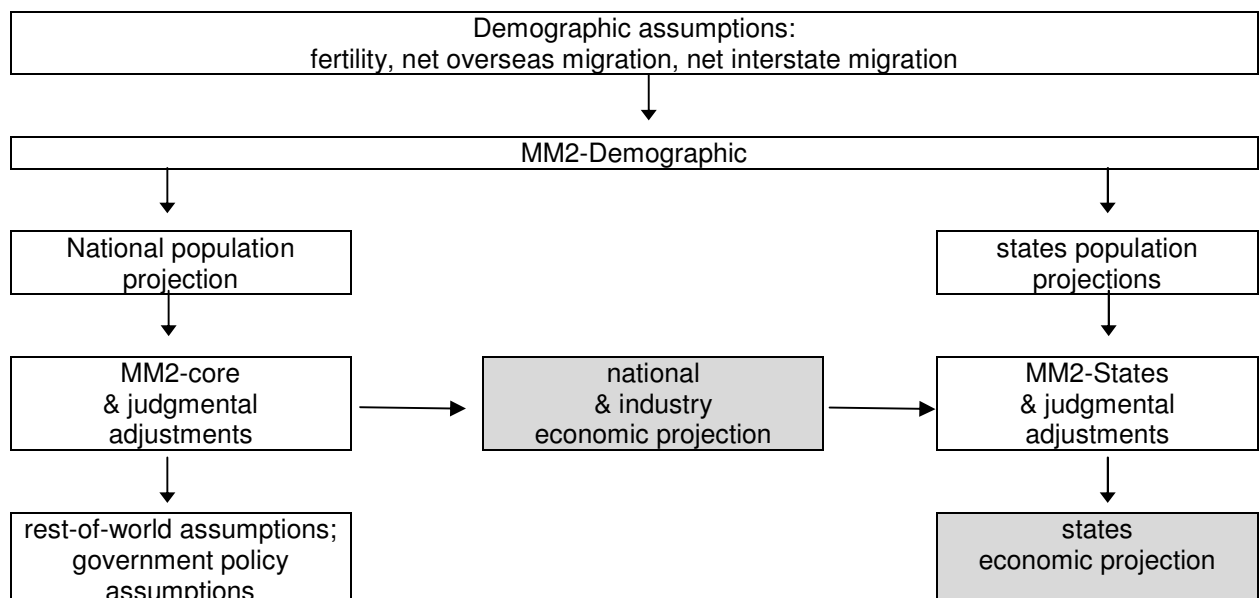 Demographic assumptions:
fertility, net overseas migration, net interstate migration
MM2-Demographic
National population
projection
states population
projections
MM2-core
& judgmental
adjustments
national
& industry
economic projection
MM2-States
& judgmental
adjustments
rest-of-world assumptions;
government policy
assumptions
states
economic projection